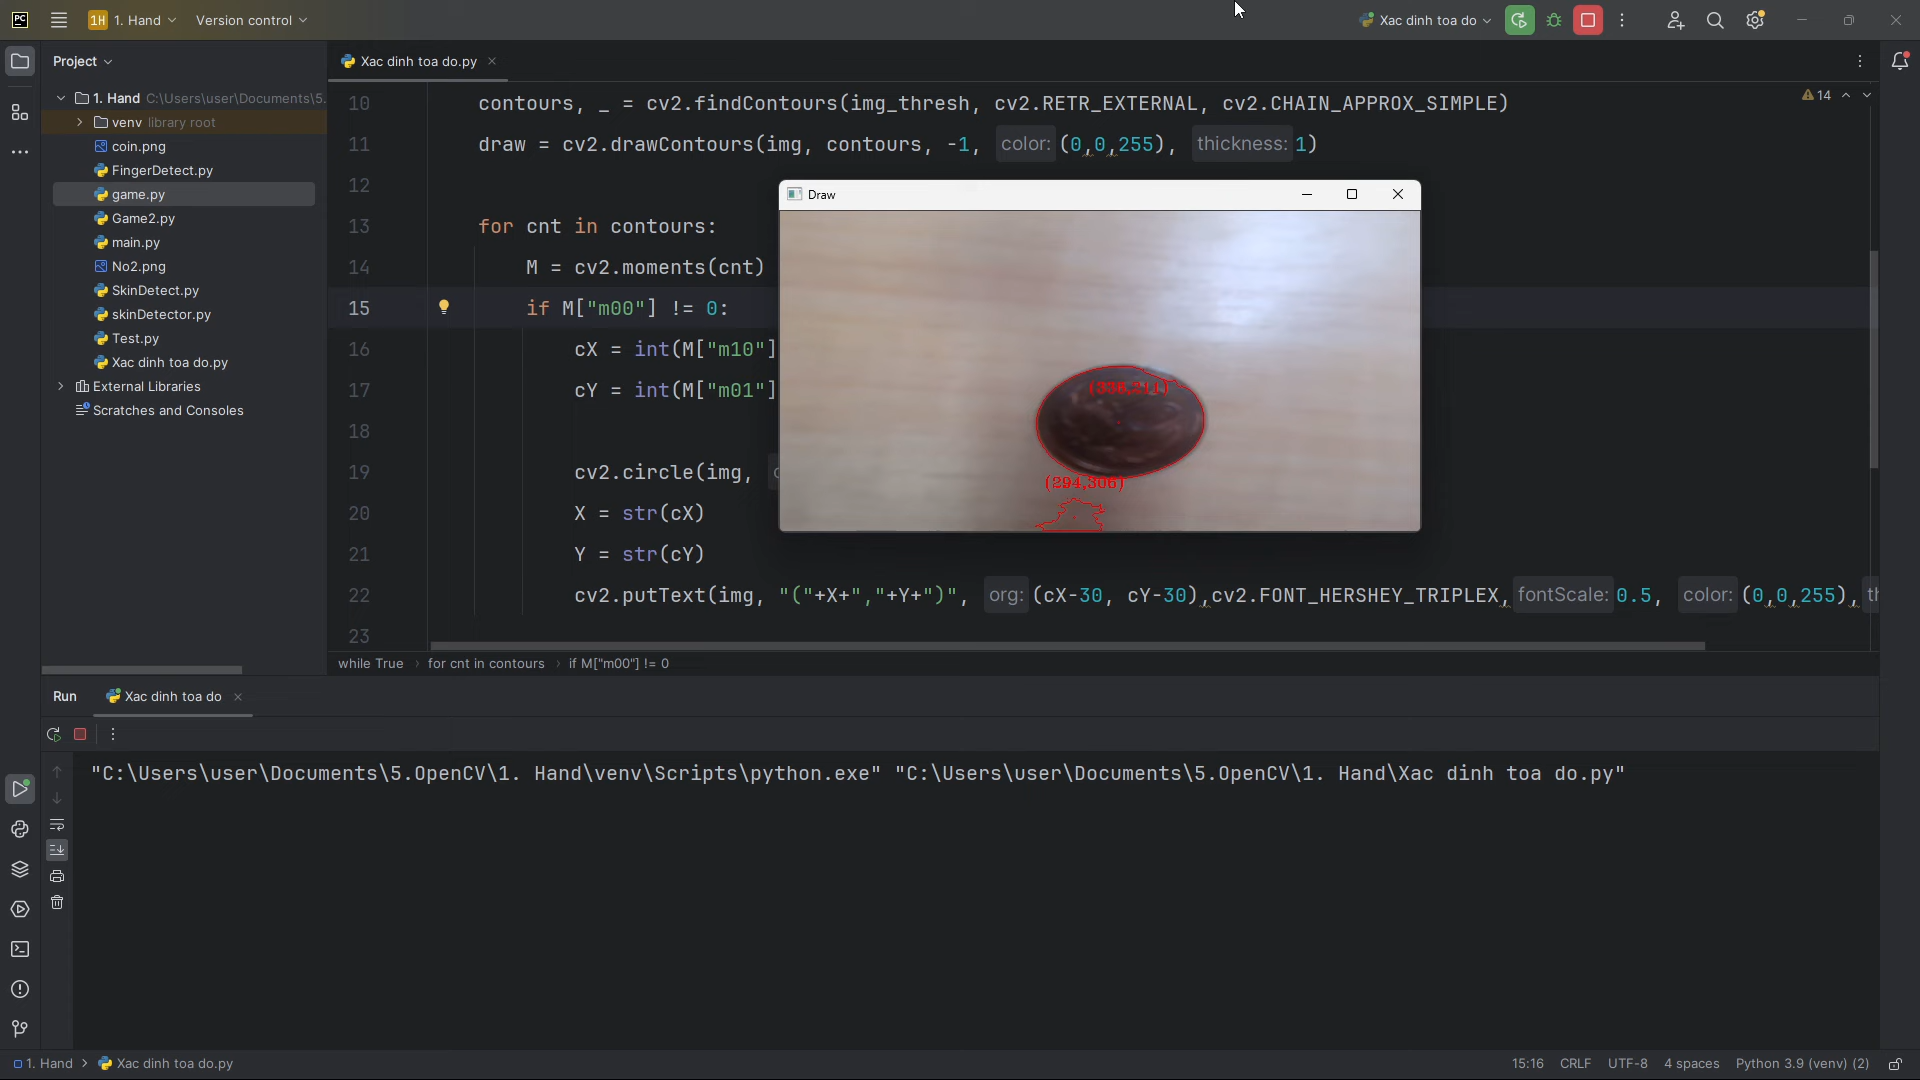 PC 1H 1. Hand Version control Xac dinh toa do
Project
Xac dinh toa do.py
1. Hand C:\Users\user\Documents\5.
venv library root
coin.png
FingerDetect.py
game.py
Game2.py
main.py
No2.png
SkinDetect.py
skinDetector.py
Test.py
Xac dinh toa do.py
External Libraries
Scratches and Consoles
14
10 contours, _ = cv2.findContours(img_thresh, cv2.RETR_EXTERNAL, cv2.CHAIN_APPROX_SIMPLE)
11 draw = cv2.drawContours(img, contours, -1, color: (0,0,255), thickness: 1)
12
13 for cnt in contours:
14 M = cv2.moments(cnt)
15 if M["m00"] != 0:
16 cX = int(M["m10"]
17 cY = int(M["m01"]
18
19 cv2.circle(img,
20 X = str(cX)
21 Y = str(cY)
22 cv2.putText(img, "("+X+","+Y+")", org: (cX-30, cY-30),cv2.FONT_HERSHEY_TRIPLEX, fontScale: 0.5, color: (0,0,255), th
23
Draw
(294,306)
while True for cnt in contours if M["m00"] != 0
Run Xac dinh toa do
"C:\Users\user\Documents\5.OpenCV\1. Hand\venv\Scripts\python.exe" "C:\Users\user\Documents\5.OpenCV\1. Hand\Xac dinh toa do.py"
1. Hand Xac dinh toa do.py 15:16 CRLF UTF-8 4 spaces Python 3.9 (venv) (2)